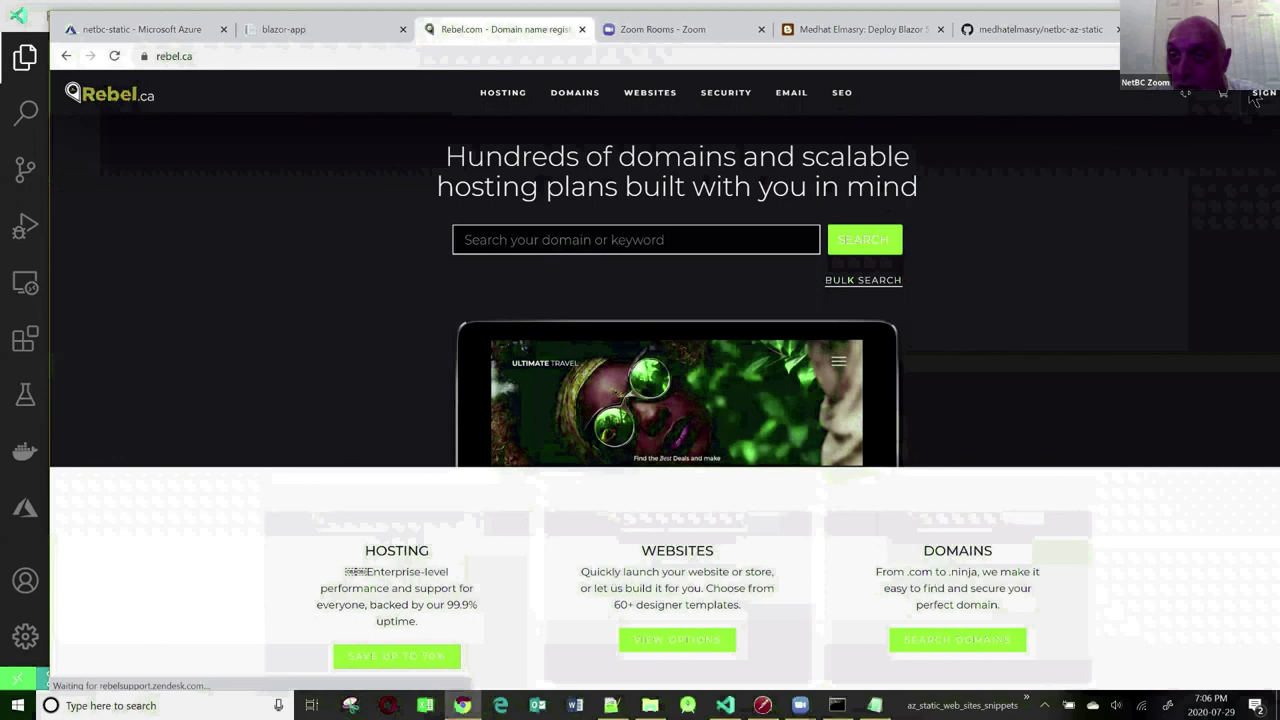 netbc-static - Microsoft Azure
blazor-app
Rebel.com - Domain name regist
Zoom Rooms - Zoom
Medhat Elmasry: Deploy Blazor S
medhatelmasry/netbc-az-static
rebel.ca
NetBC Zoom
Rebel.ca
HOSTING DOMAINS WEBSITES SECURITY EMAIL SEO
SIGN
Hundreds of domains and scalable
hosting plans built with you in mind
Search your domain or keyword
SEARCH
BULK SEARCH
ULTIMATE TRAVEL
Find the Best Deals and make
HOSTING
Enterprise-level
performance and support for
everyone, backed by our 99.9%
uptime.
SAVE UP TO 70%
WEBSITES
Quickly launch your website or store,
or let us build it for you. Choose from
60+ designer templates.
VIEW OPTIONS
DOMAINS
From .com to .ninja, we make it
easy to find and secure your
perfect domain.
SEARCH DOMAINS
Waiting for rebelsupport.zendesk.com...
Type here to search
az_static_web_sites_snippets
7:06 PM
2020-07-29
2